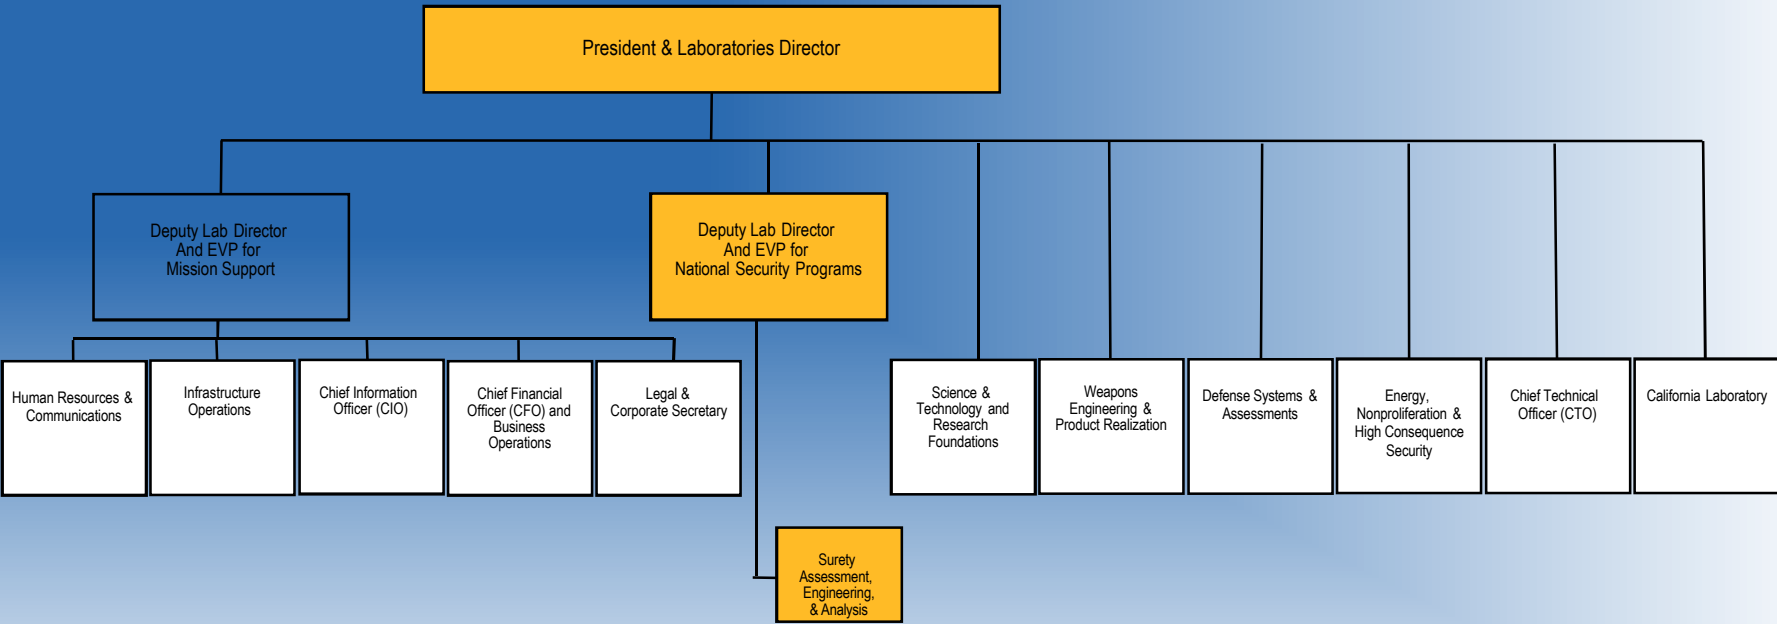 President & Laboratories Director
Deputy Lab Director
And EVP for
Mission Support
Deputy Lab Director
And EVP for
National Security Programs
Human Resources &
Communications
Infrastructure
Operations
Chief Information
Officer (CIO)
Chief Financial
Officer (CFO) and
Business
Operations
Legal &
Corporate Secretary
Science &
Technology and
Research
Foundations
Weapons
Engineering &
Product Realization
Defense Systems &
Assessments
Energy,
Nonproliferation &
High Consequence
Security
Chief Technical
Officer (CTO)
California Laboratory
Surety
Assessment,
Engineering,
& Analysis